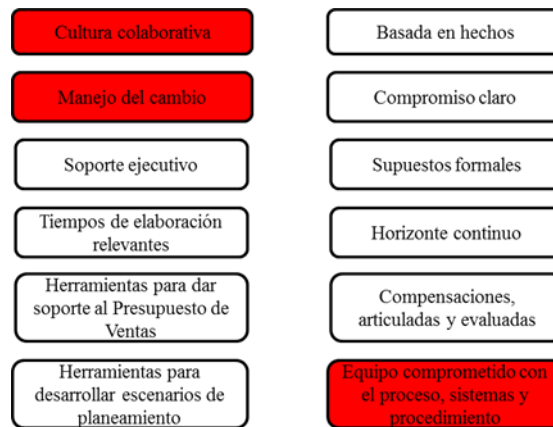 Cultura colaborativa
Manejo del cambio
Soporte ejecutivo
Tiempos de elaboración
relevantes
Herramientas para dar
soporte al Presupuesto de
Ventas
Herramientas para
desarrollar escenarios de
planeamiento
Basada en hechos
Compromiso claro
Supuestos formales
Horizonte continuo
Compensaciones,
articuladas y evaluadas
Equipo comprometido con
el proceso, sistemas y
procedimiento